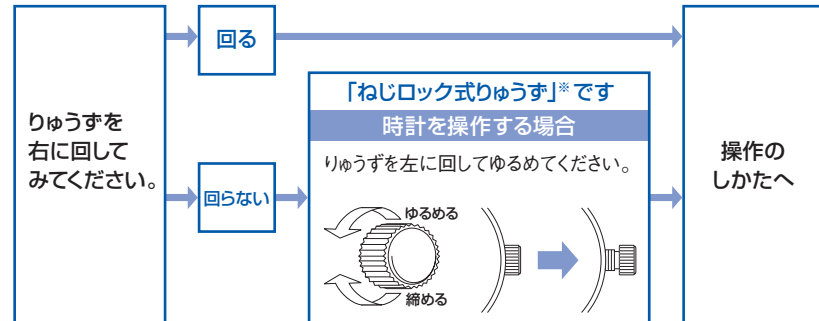 りゅうずを
右に回して
みてください。
回る
回らない
「ねじロック式りゅうず」※です
時計を操作する場合
りゅうずを左に回してゆるめてください。
ゆるめる
締める
操作の
しかたへ